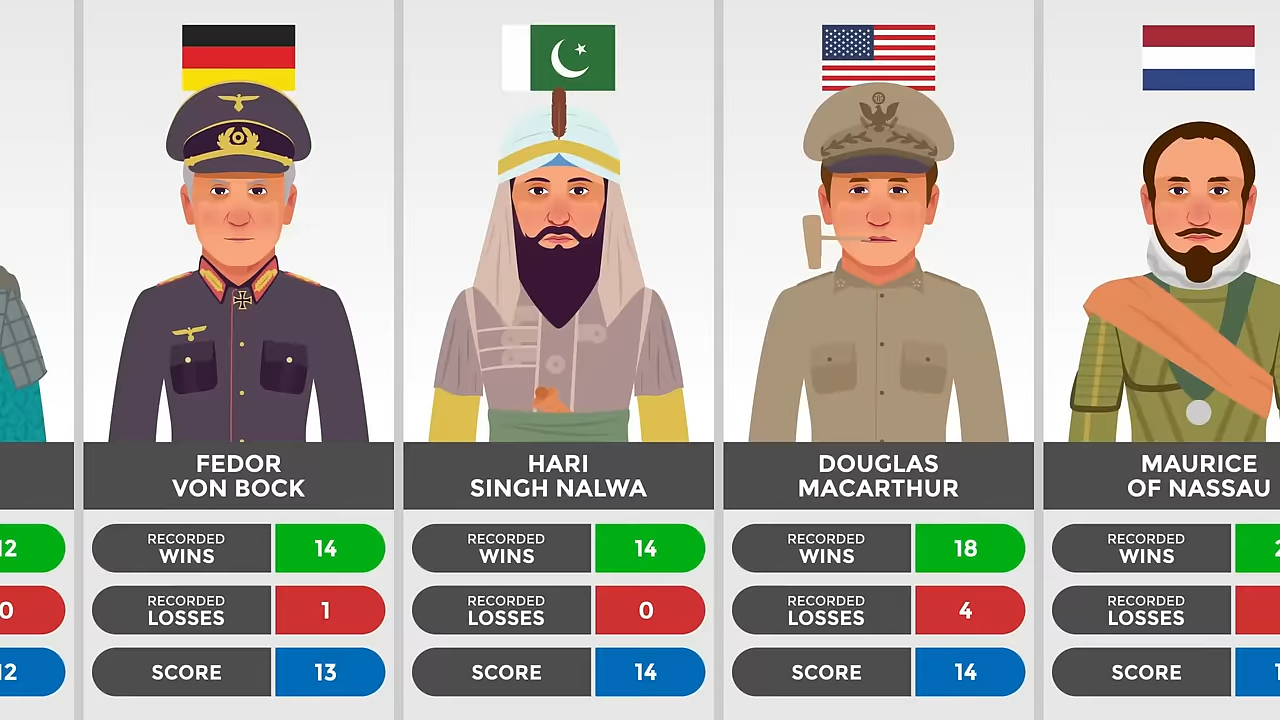 FEDOR
VON BOCK
RECORDED
WINS
14
RECORDED
LOSSES
1
SCORE
13
HARI
SINGH NALWA
RECORDED
WINS
14
RECORDED
LOSSES
0
SCORE
14
DOUGLAS
MACARTHUR
RECORDED
WINS
18
RECORDED
LOSSES
4
SCORE
14
MAURICE
OF NASSAU
RECORDED
WINS
RECORDED
LOSSES
SCORE